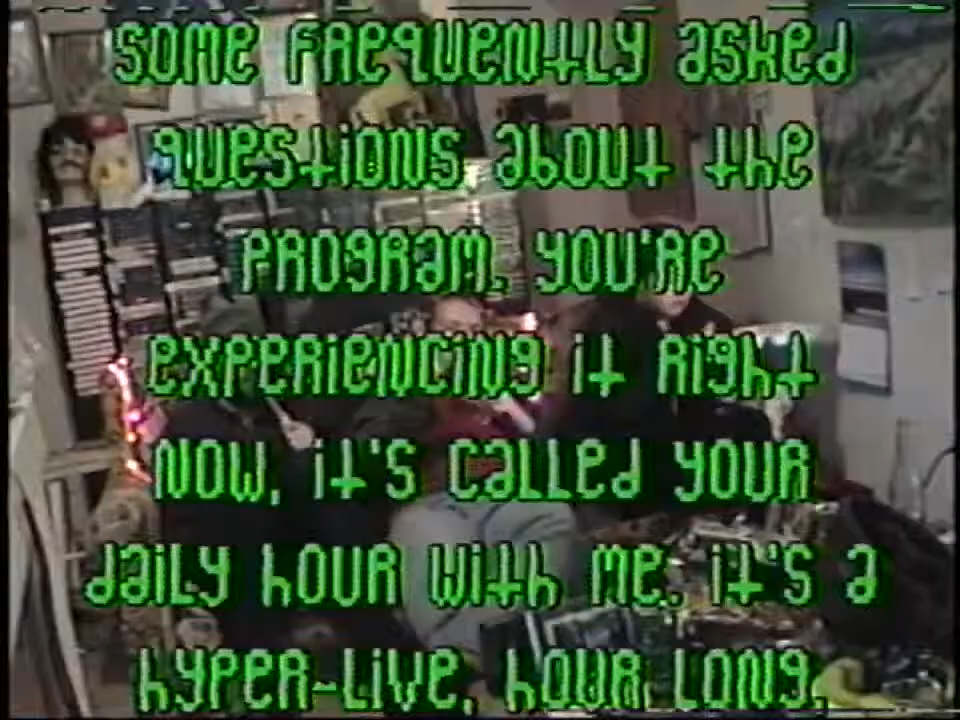 some frequently asked
questions about the
program. you're
experiencing it right
now, it's called your
daily hour with me. it's a
hyper-live, hour long,